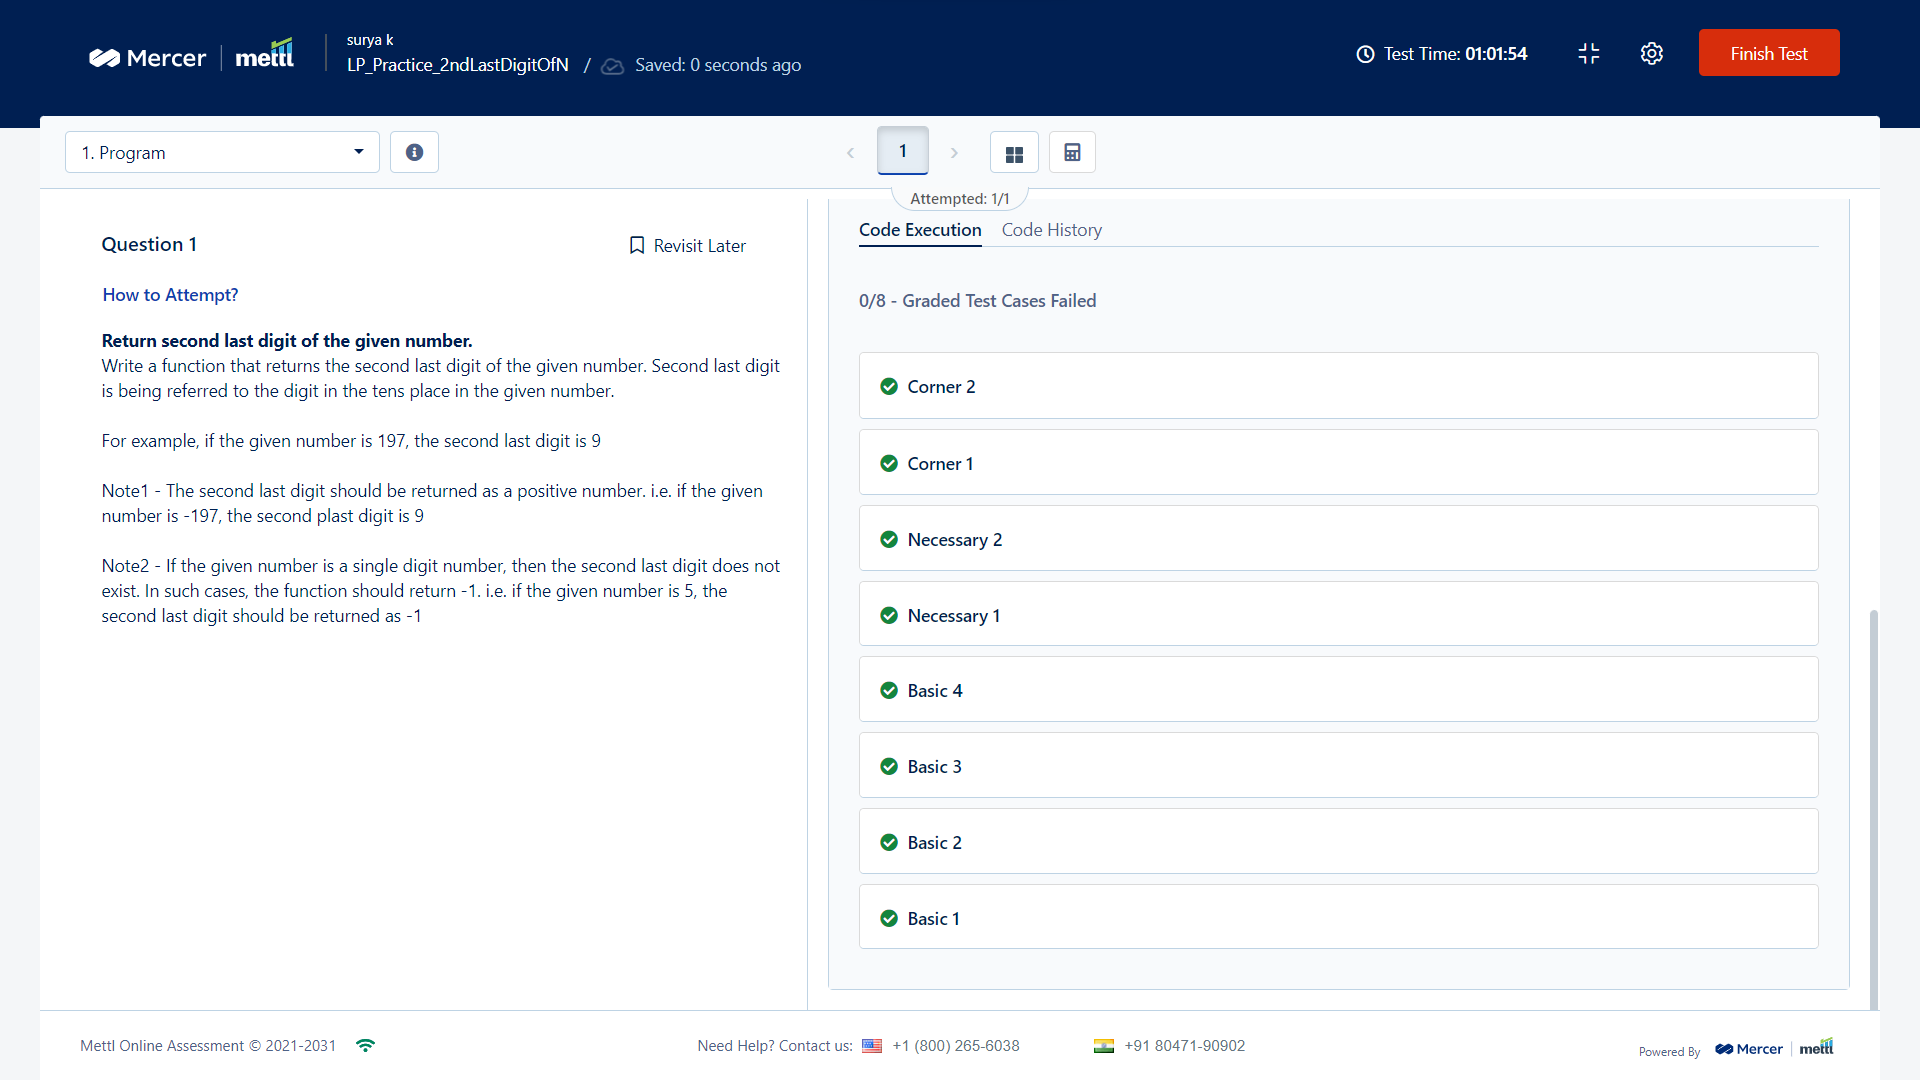 Mercer
mettl
surya k
LP_Practice_2ndLastDigitOfN / Saved: 0 seconds ago
Test Time: 01:01:54
Finish Test
1. Program
1
Attempted: 1/1
Question 1
Revisit Later
How to Attempt?
Return second last digit of the given number.
Write a function that returns the second last digit of the given number. Second last digit
is being referred to the digit in the tens place in the given number.
For example, if the given number is 197, the second last digit is 9
Note1 - The second last digit should be returned as a positive number. i.e. if the given
number is -197, the second plast digit is 9
Note2 - If the given number is a single digit number, then the second last digit does not
exist. In such cases, the function should return -1. i.e. if the given number is 5, the
second last digit should be returned as -1
Code Execution
Code History
0/8 - Graded Test Cases Failed
Corner 2
Corner 1
Necessary 2
Necessary 1
Basic 4
Basic 3
Basic 2
Basic 1
Mettl Online Assessment © 2021-2031
Need Help? Contact us: +1 (800) 265-6038
+91 80471-90902
Powered By Mercer mettl